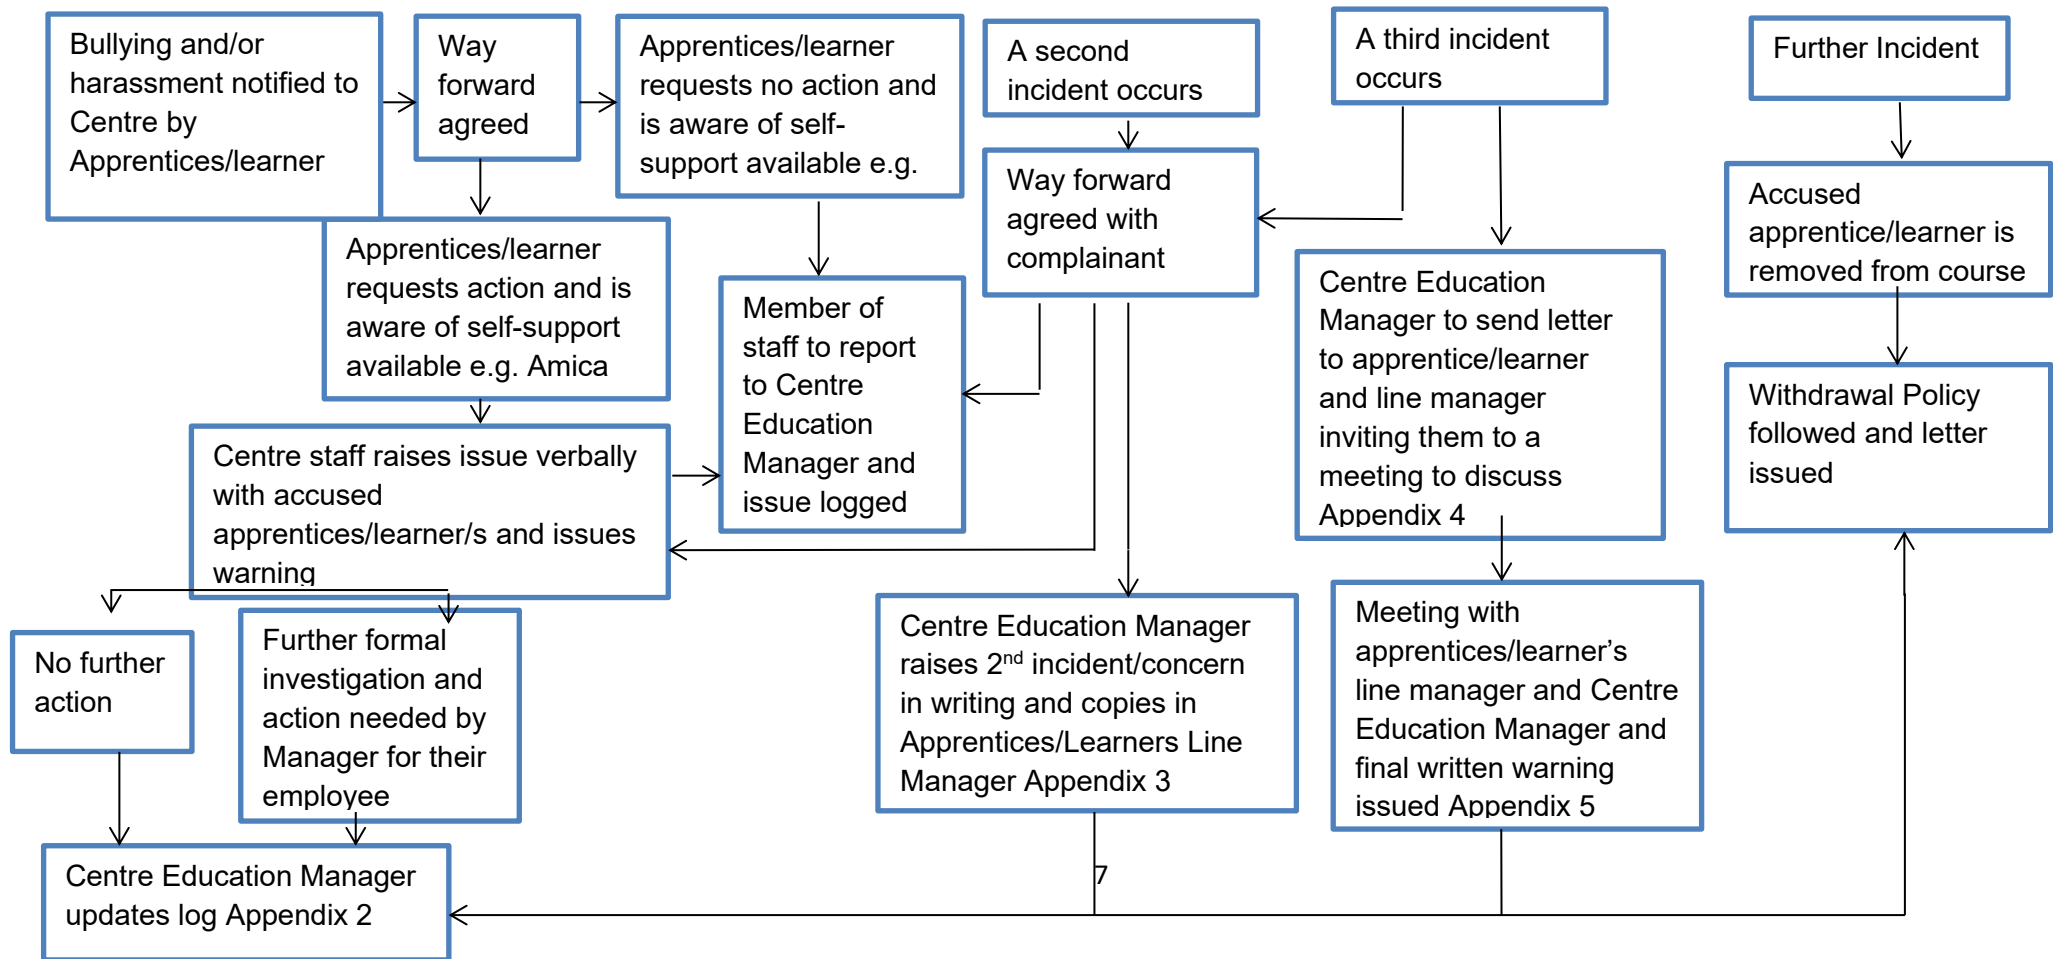 Bullying and/or
harassment notified to
Centre by
Apprentices/learner
Way
forward
agreed
Apprentices/learner
requests no action and
is aware of self-
support available e.g.
A second
incident occurs
A third incident
occurs
Further Incident
Apprentices/learner
requests action and is
aware of self-support
available e.g. Amica
Member of
staff to report
to Centre
Education
Manager and
issue logged
Way forward
agreed with
complainant
Centre Education
Manager to send letter
to apprentice/learner
and line manager
inviting them to a
meeting to discuss
Appendix 4
Accused
apprentice/learner is
removed from course
Withdrawal Policy
followed and letter
issued
Centre staff raises issue verbally
with accused
apprentices/learner/s and issues
warning
No further
action
Further formal
investigation and
action needed by
Manager for their
employee
Centre Education Manager
raises 2nd incident/concern
in writing and copies in
Apprentices/Learners Line
Manager Appendix 3
Meeting with
apprentices/learner’s
line manager and Centre
Education Manager and
final written warning
issued Appendix 5
Centre Education Manager
updates log Appendix 2
7